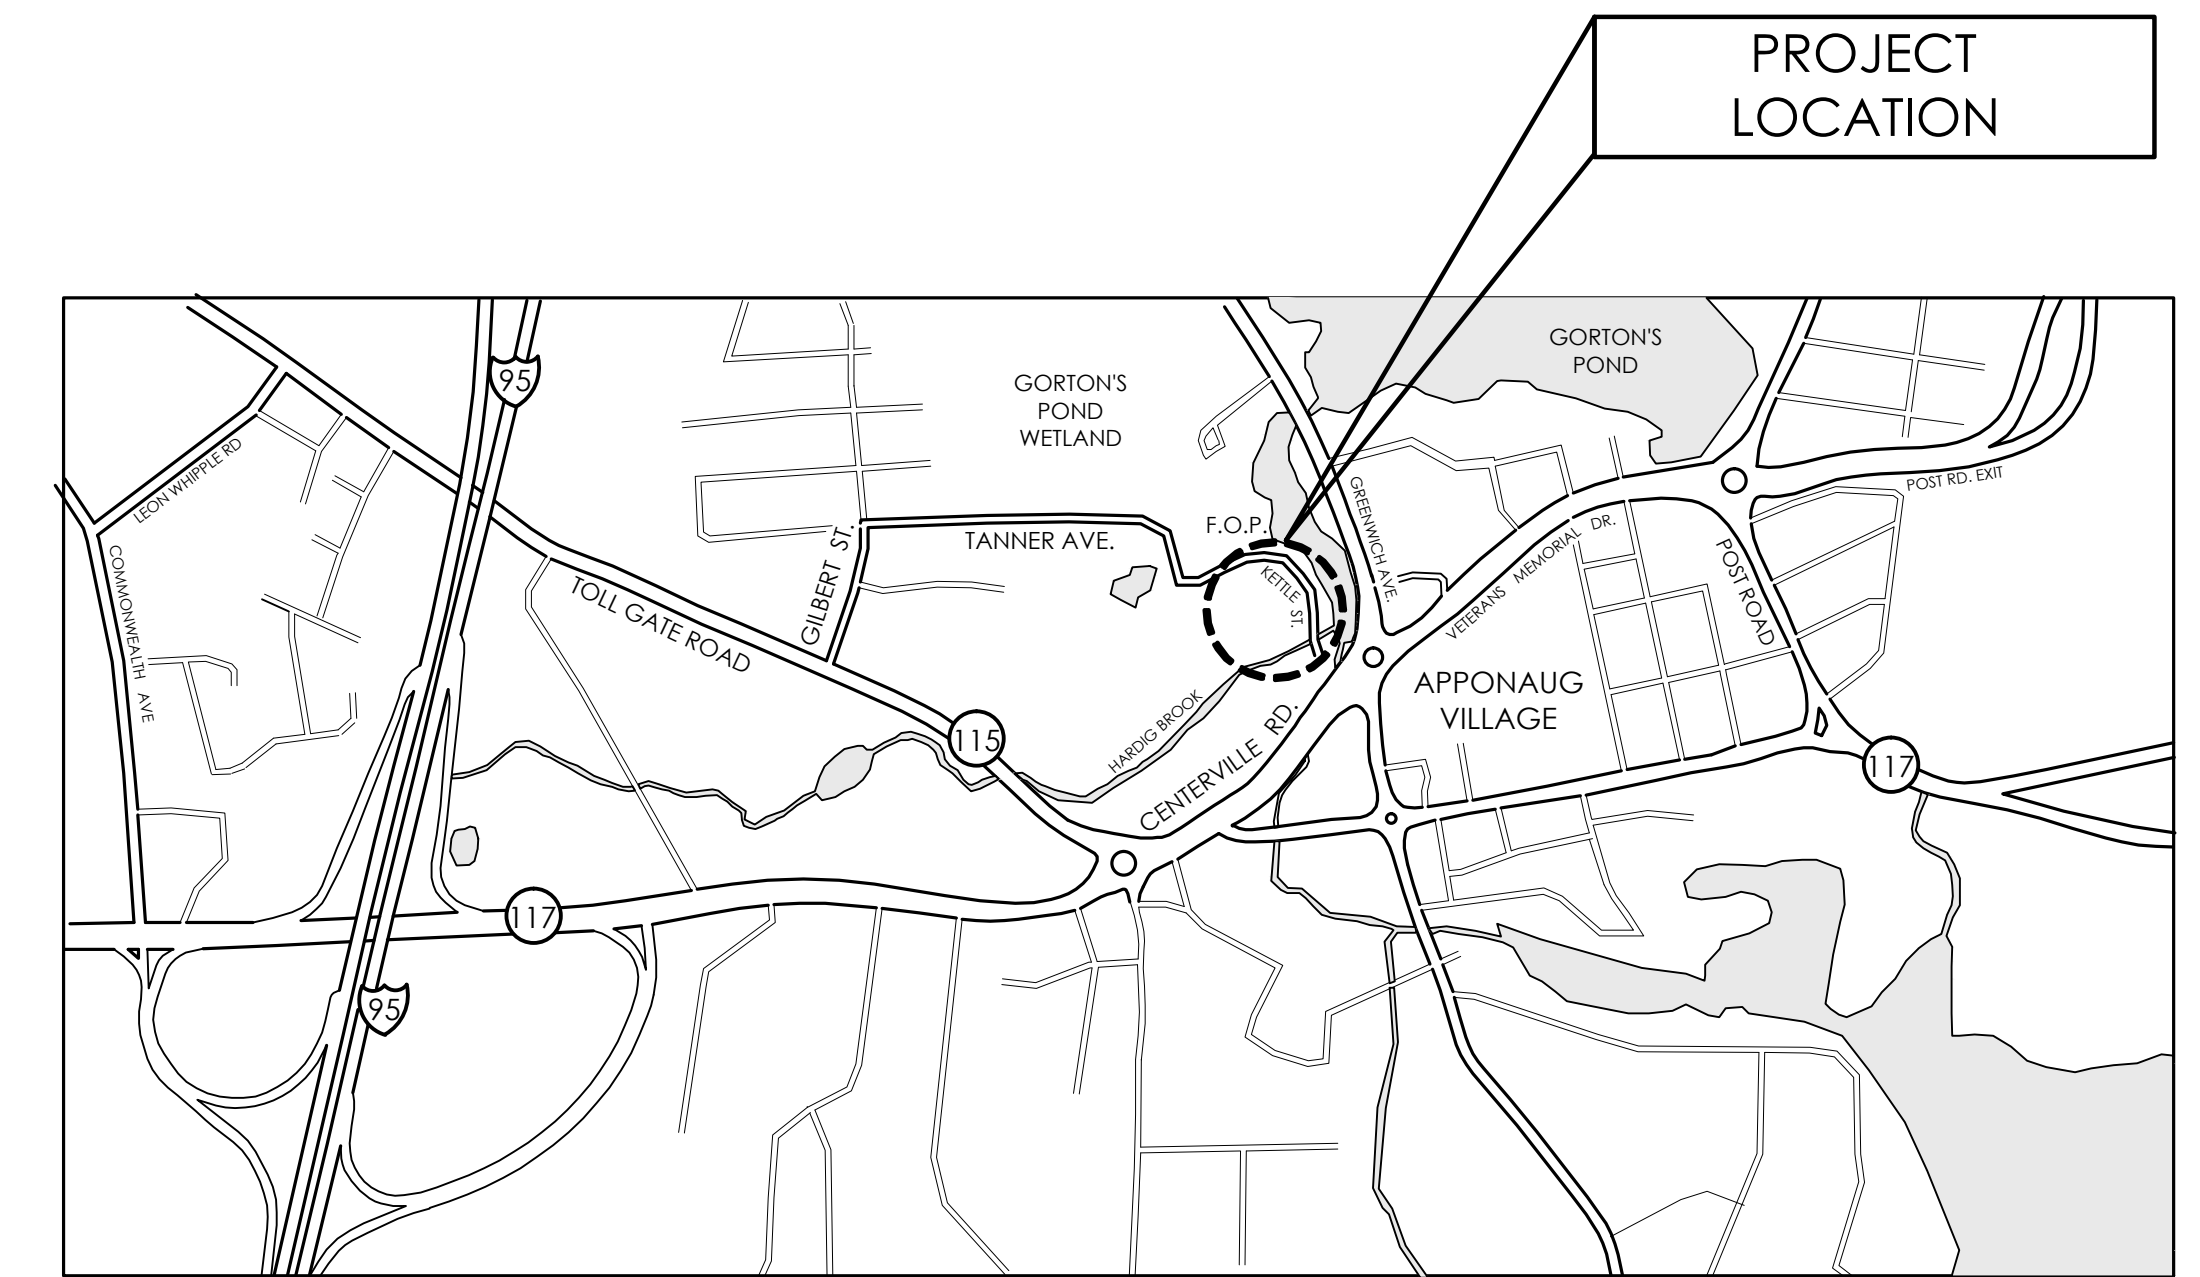 PROJECT
LOCATION
GORTON'S
POND
95
GORTON'S
POND
WETLAND
LEON WHIPPLE RD
POST RD. EXIT
GREENWICH AVE.
F.O.P.
TANNER AVE.
GILBERT ST.
VETERANS MEMORIAL DR.
POST ROAD
KETTLE ST.
COMMONWEALTH AVE
TOLL GATE ROAD
APPONAUG
VILLAGE
HARDIG BROOK
CENTERVILLE RD.
115
117
117
95